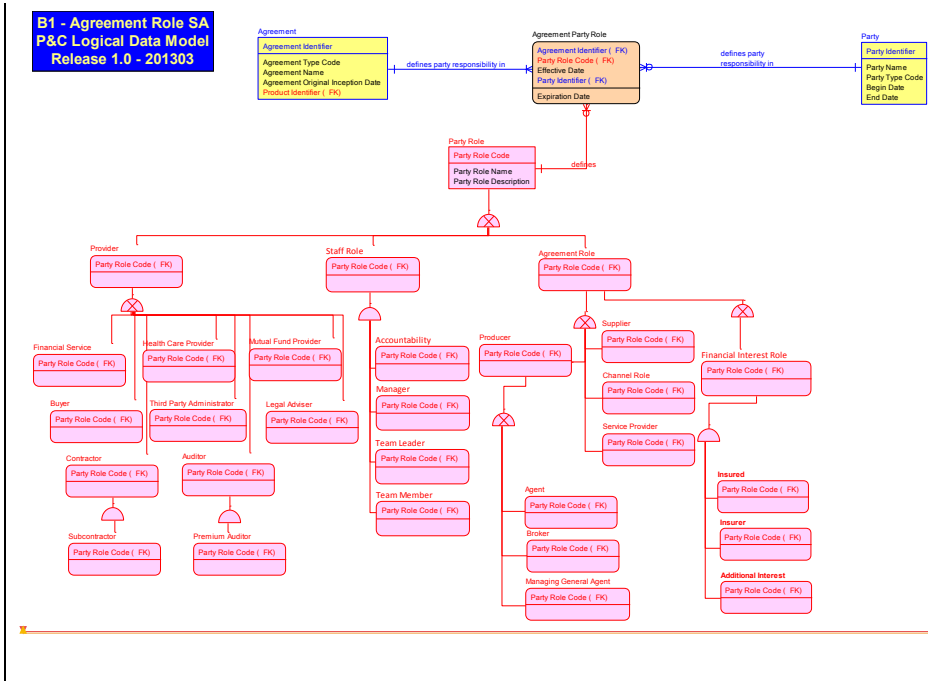 B1 - Agreement Role SA
P&C Logical Data Model
Release 1.0 - 201303
Agreement
Agreement Identifier
Agreement Type Code
Agreement Name
Agreement Original Inception Date
Product Identifier ( FK)
defines party responsibility in
Agreement Party Role
Agreement Identifier ( FK)
Party Role Code ( FK)
Effective Date
Party Identifier ( FK)
Expiration Date
defines party
responsibility in
Party
Party Identifier
Party Name
Party Type Code
Begin Date
End Date
Party Role
Party Role Code
Party Role Name
Party Role Description
defines
Provider
Party Role Code ( FK)
Staff Role
Party Role Code ( FK)
Agreement Role
Party Role Code ( FK)
Financial Service
Party Role Code ( FK)
Health Care Provider
Party Role Code ( FK)
Mutual Fund Provider
Party Role Code ( FK)
Buyer
Party Role Code ( FK)
Third Party Administrator
Party Role Code ( FK)
Legal Adviser
Party Role Code ( FK)
Contractor
Party Role Code ( FK)
Auditor
Party Role Code ( FK)
Subcontractor
Party Role Code ( FK)
Premium Auditor
Party Role Code ( FK)
Accountability
Party Role Code ( FK)
Manager
Party Role Code ( FK)
Team Leader
Party Role Code ( FK)
Team Member
Party Role Code ( FK)
Producer
Party Role Code ( FK)
Supplier
Party Role Code ( FK)
Channel Role
Party Role Code ( FK)
Service Provider
Party Role Code ( FK)
Financial Interest Role
Party Role Code ( FK)
Agent
Party Role Code ( FK)
Broker
Party Role Code ( FK)
Managing General Agent
Party Role Code ( FK)
Insured
Party Role Code ( FK)
Insurer
Party Role Code ( FK)
Additional Interest
Party Role Code ( FK)